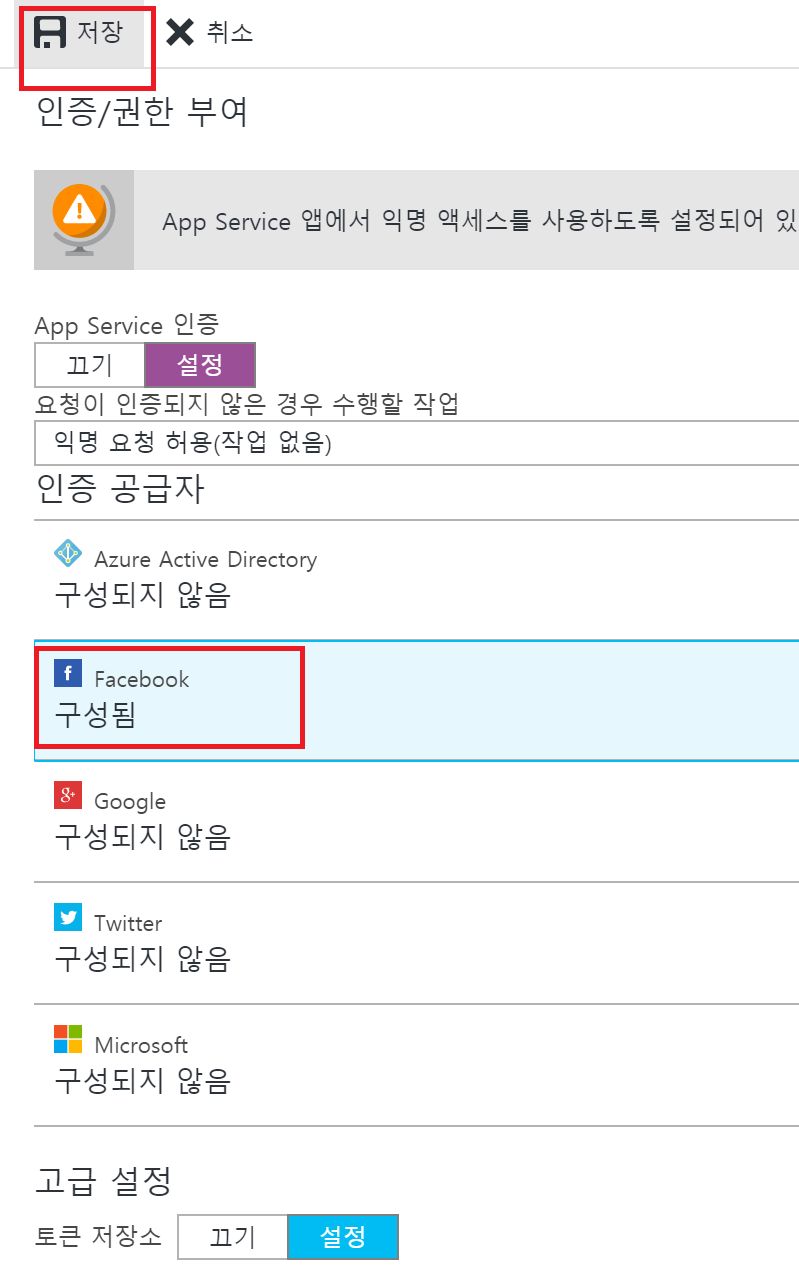 저장 취소
인증/권한 부여
App Service 앱에서 익명 액세스를 사용하도록 설정되어 있
App Service 인증
끄기 설정
요청이 인증되지 않은 경우 수행할 작업
익명 요청 허용(작업 없음)
인증 공급자
Azure Active Directory
구성되지 않음
Facebook
구성됨
Google
구성되지 않음
Twitter
구성되지 않음
Microsoft
구성되지 않음
고급 설정
토큰 저장소 끄기 설정